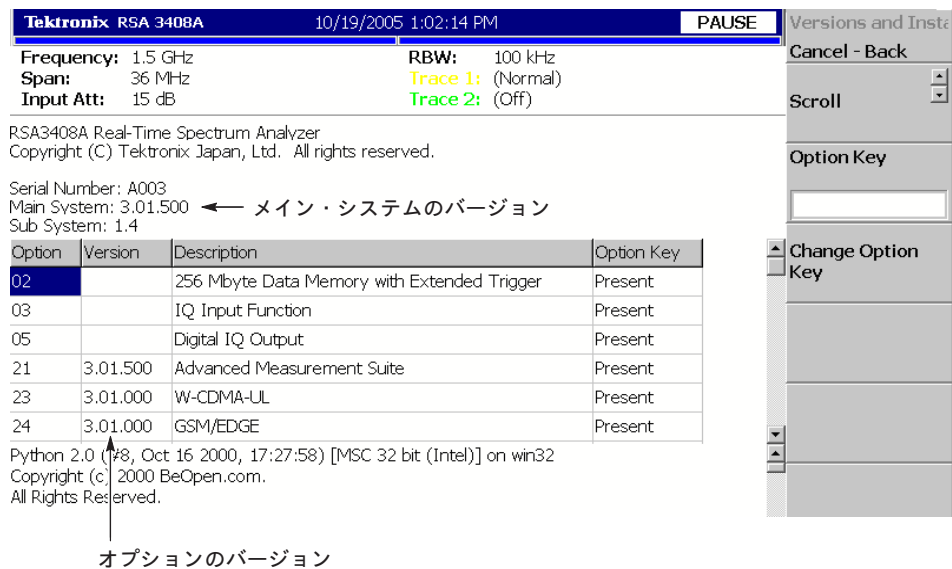 Tektronix RSA 3408A 10/19/2005 1:02:14 PM PAUSE
Frequency: 1.5 GHz RBW: 100 kHz
Span: 36 MHz Trace 1: (Normal)
Input Att: 15 dB Trace 2: (Off)
RSA3408A Real-Time Spectrum Analyzer
Copyright (C) Tektronix Japan, Ltd. All rights reserved.
Serial Number: A003
Main System: 3.01.500 メイン・システムのバージョン
Sub System: 1.4
Option Version Description Option Key
02 256 Mbyte Data Memory with Extended Trigger Present
03 IQ Input Function Present
05 Digital IQ Output Present
21 3.01.500 Advanced Measurement Suite Present
23 3.01.000 W-CDMA-UL Present
24 3.01.000 GSM/EDGE Present
Python 2.0 (#8, Oct 16 2000, 17:27:58) [MSC 32 bit (Intel)] on win32
Copyright (c) 2000 BeOpen.com.
All Rights Reserved.
オプションのバージョン
Versions and Insta
Cancel - Back
Scroll
Option Key
Change Option
Key